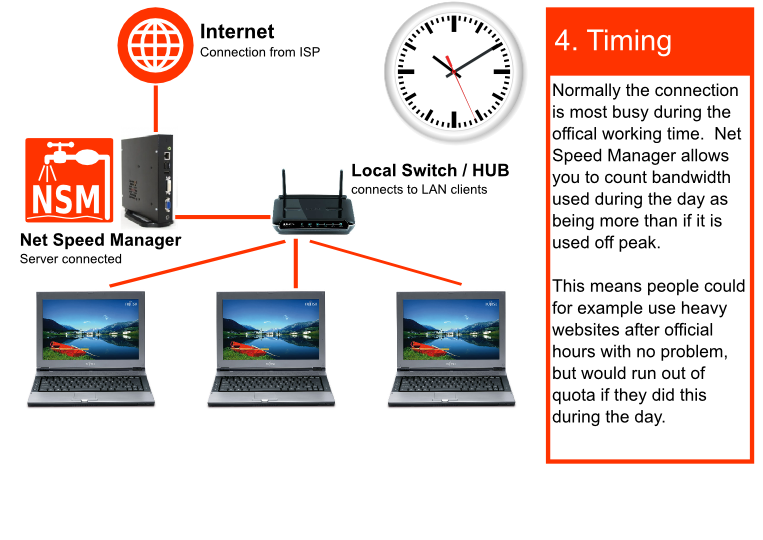 Internet
Connection from ISP
4. Timing
Normally the connection
is most busy during the
offical working time.  Net
Speed Manager allows
you to count bandwidth
used during the day as
being more than if it is
used off peak.
This means people could
for example use heavy
websites after official
hours with no problem,
but would run out of
quota if they did this
during the day.
NSM
Net Speed Manager
Server connected
Local Switch / HUB
connects to LAN clients